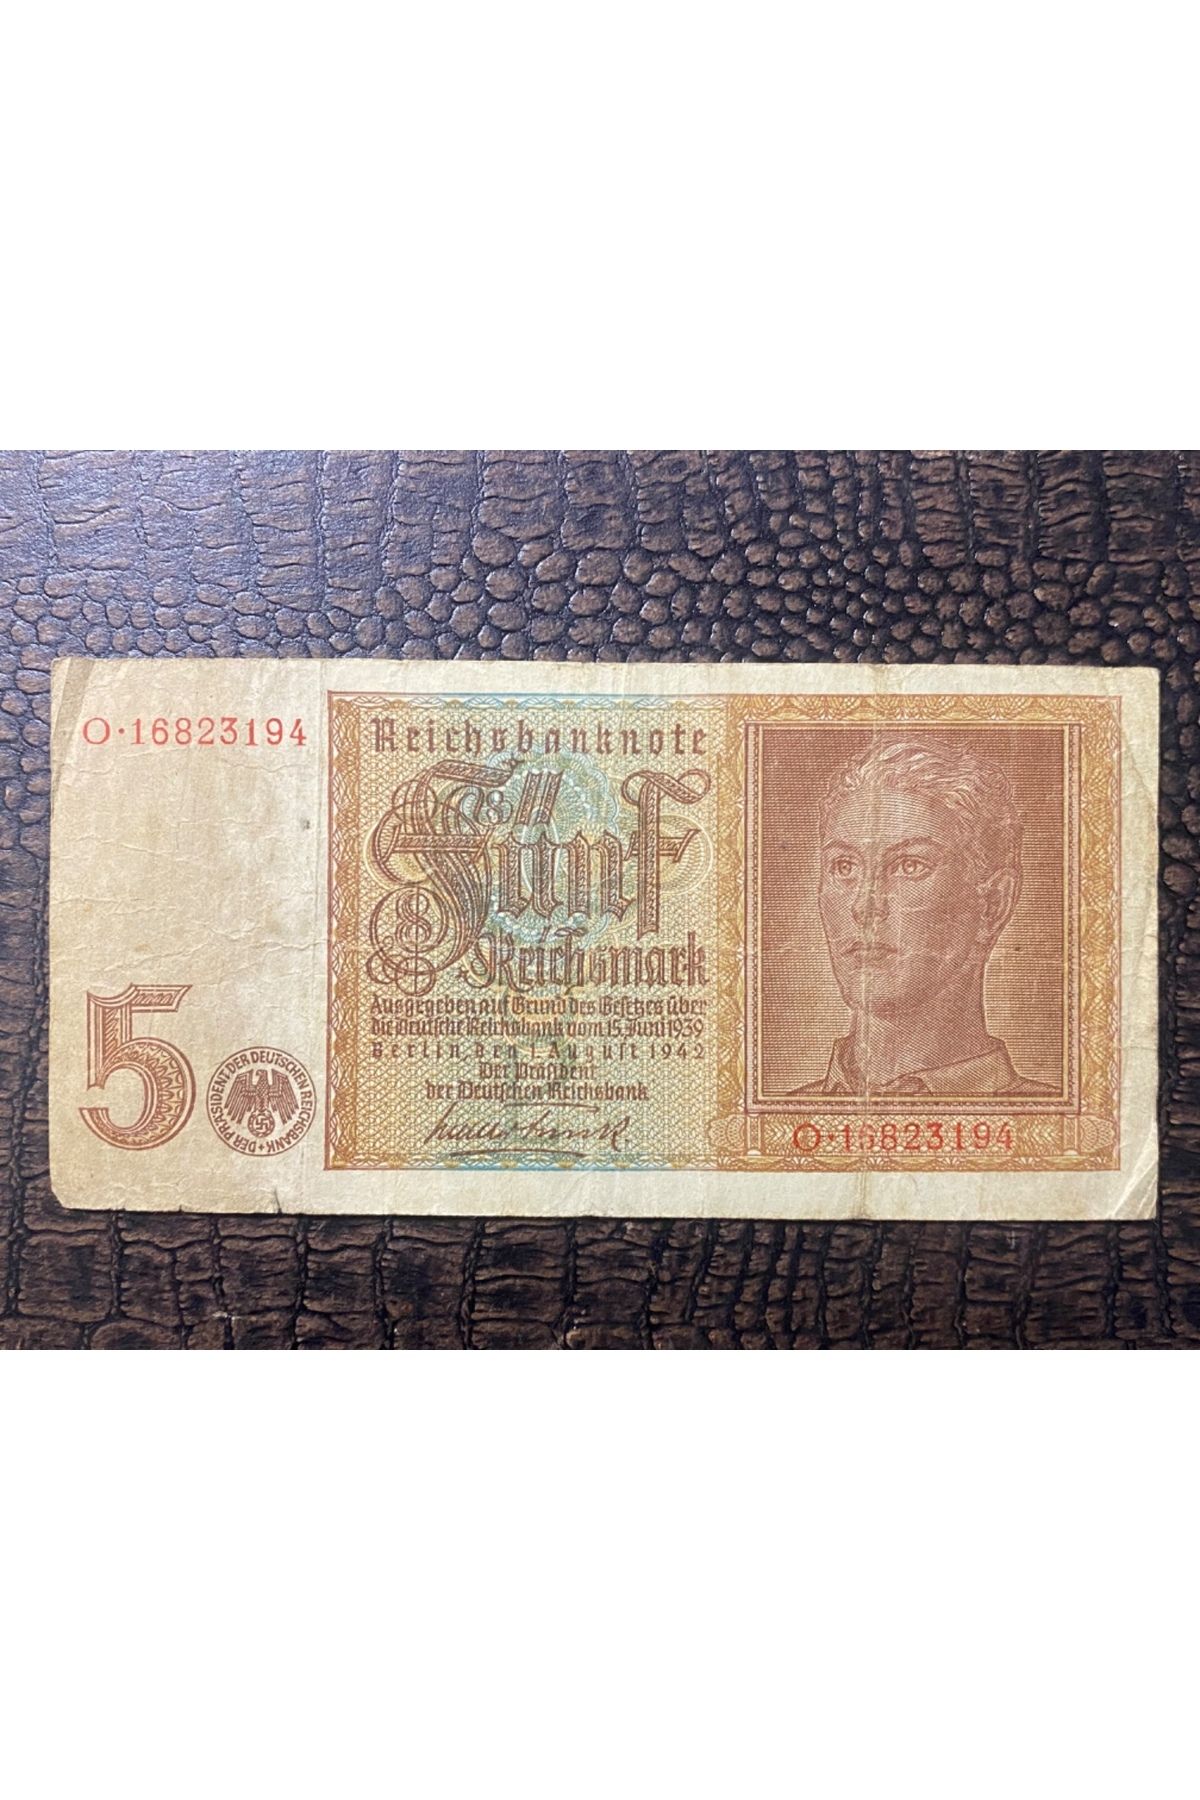 O·16823194
Reichsbanknote
Fünf
Reichsmark
Ausgegeben auf Grund des Gesetzes über
die Deutsche Reichsbank vom 15. Juni 1939
Berlin, den 1. August 1942
Der Präsident
der Deutschen Reichsbank
5
DER PRÄSIDENT DER DEUTSCHEN REICHSBANK
O·16823194